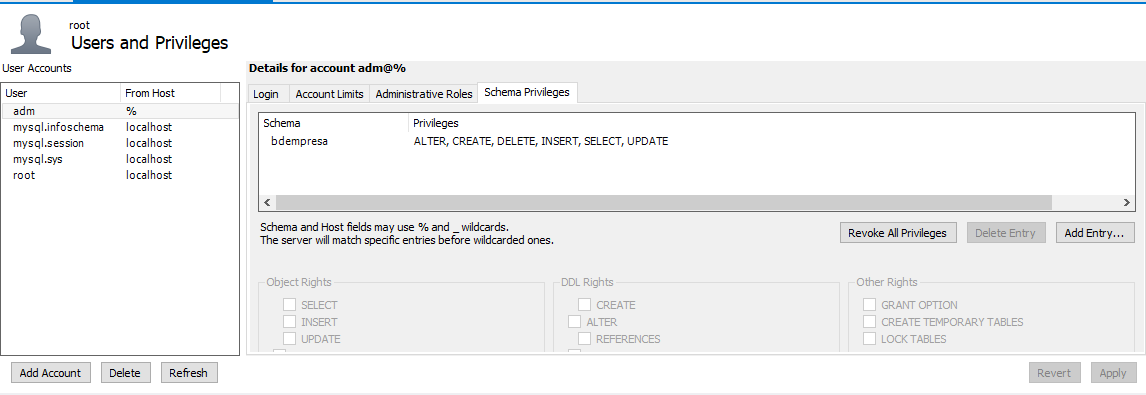 root
Users and Privileges
User Accounts
User From Host
adm %
mysql.infoschema localhost
mysql.session localhost
mysql.sys localhost
root localhost
Add Account Delete Refresh
Details for account adm@%
Login Account Limits Administrative Roles Schema Privileges
Schema Privileges
bdempresa ALTER, CREATE, DELETE, INSERT, SELECT, UPDATE
Schema and Host fields may use % and _ wildcards.
The server will match specific entries before wildcarded ones.
Revoke All Privileges Delete Entry Add Entry...
Object Rights
SELECT
INSERT
UPDATE
DDL Rights
CREATE
ALTER
REFERENCES
Other Rights
GRANT OPTION
CREATE TEMPORARY TABLES
LOCK TABLES
Revert Apply